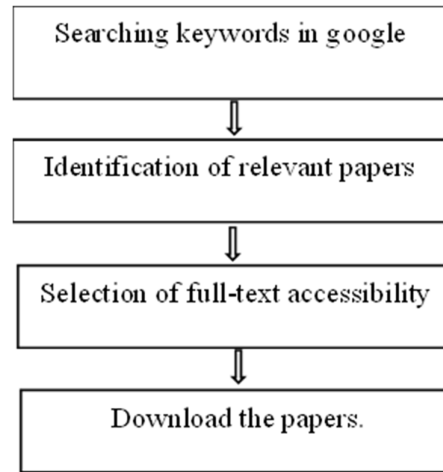 Searching keywords in google
Identification of relevant papers
Selection of full-text accessibility
Download the papers.